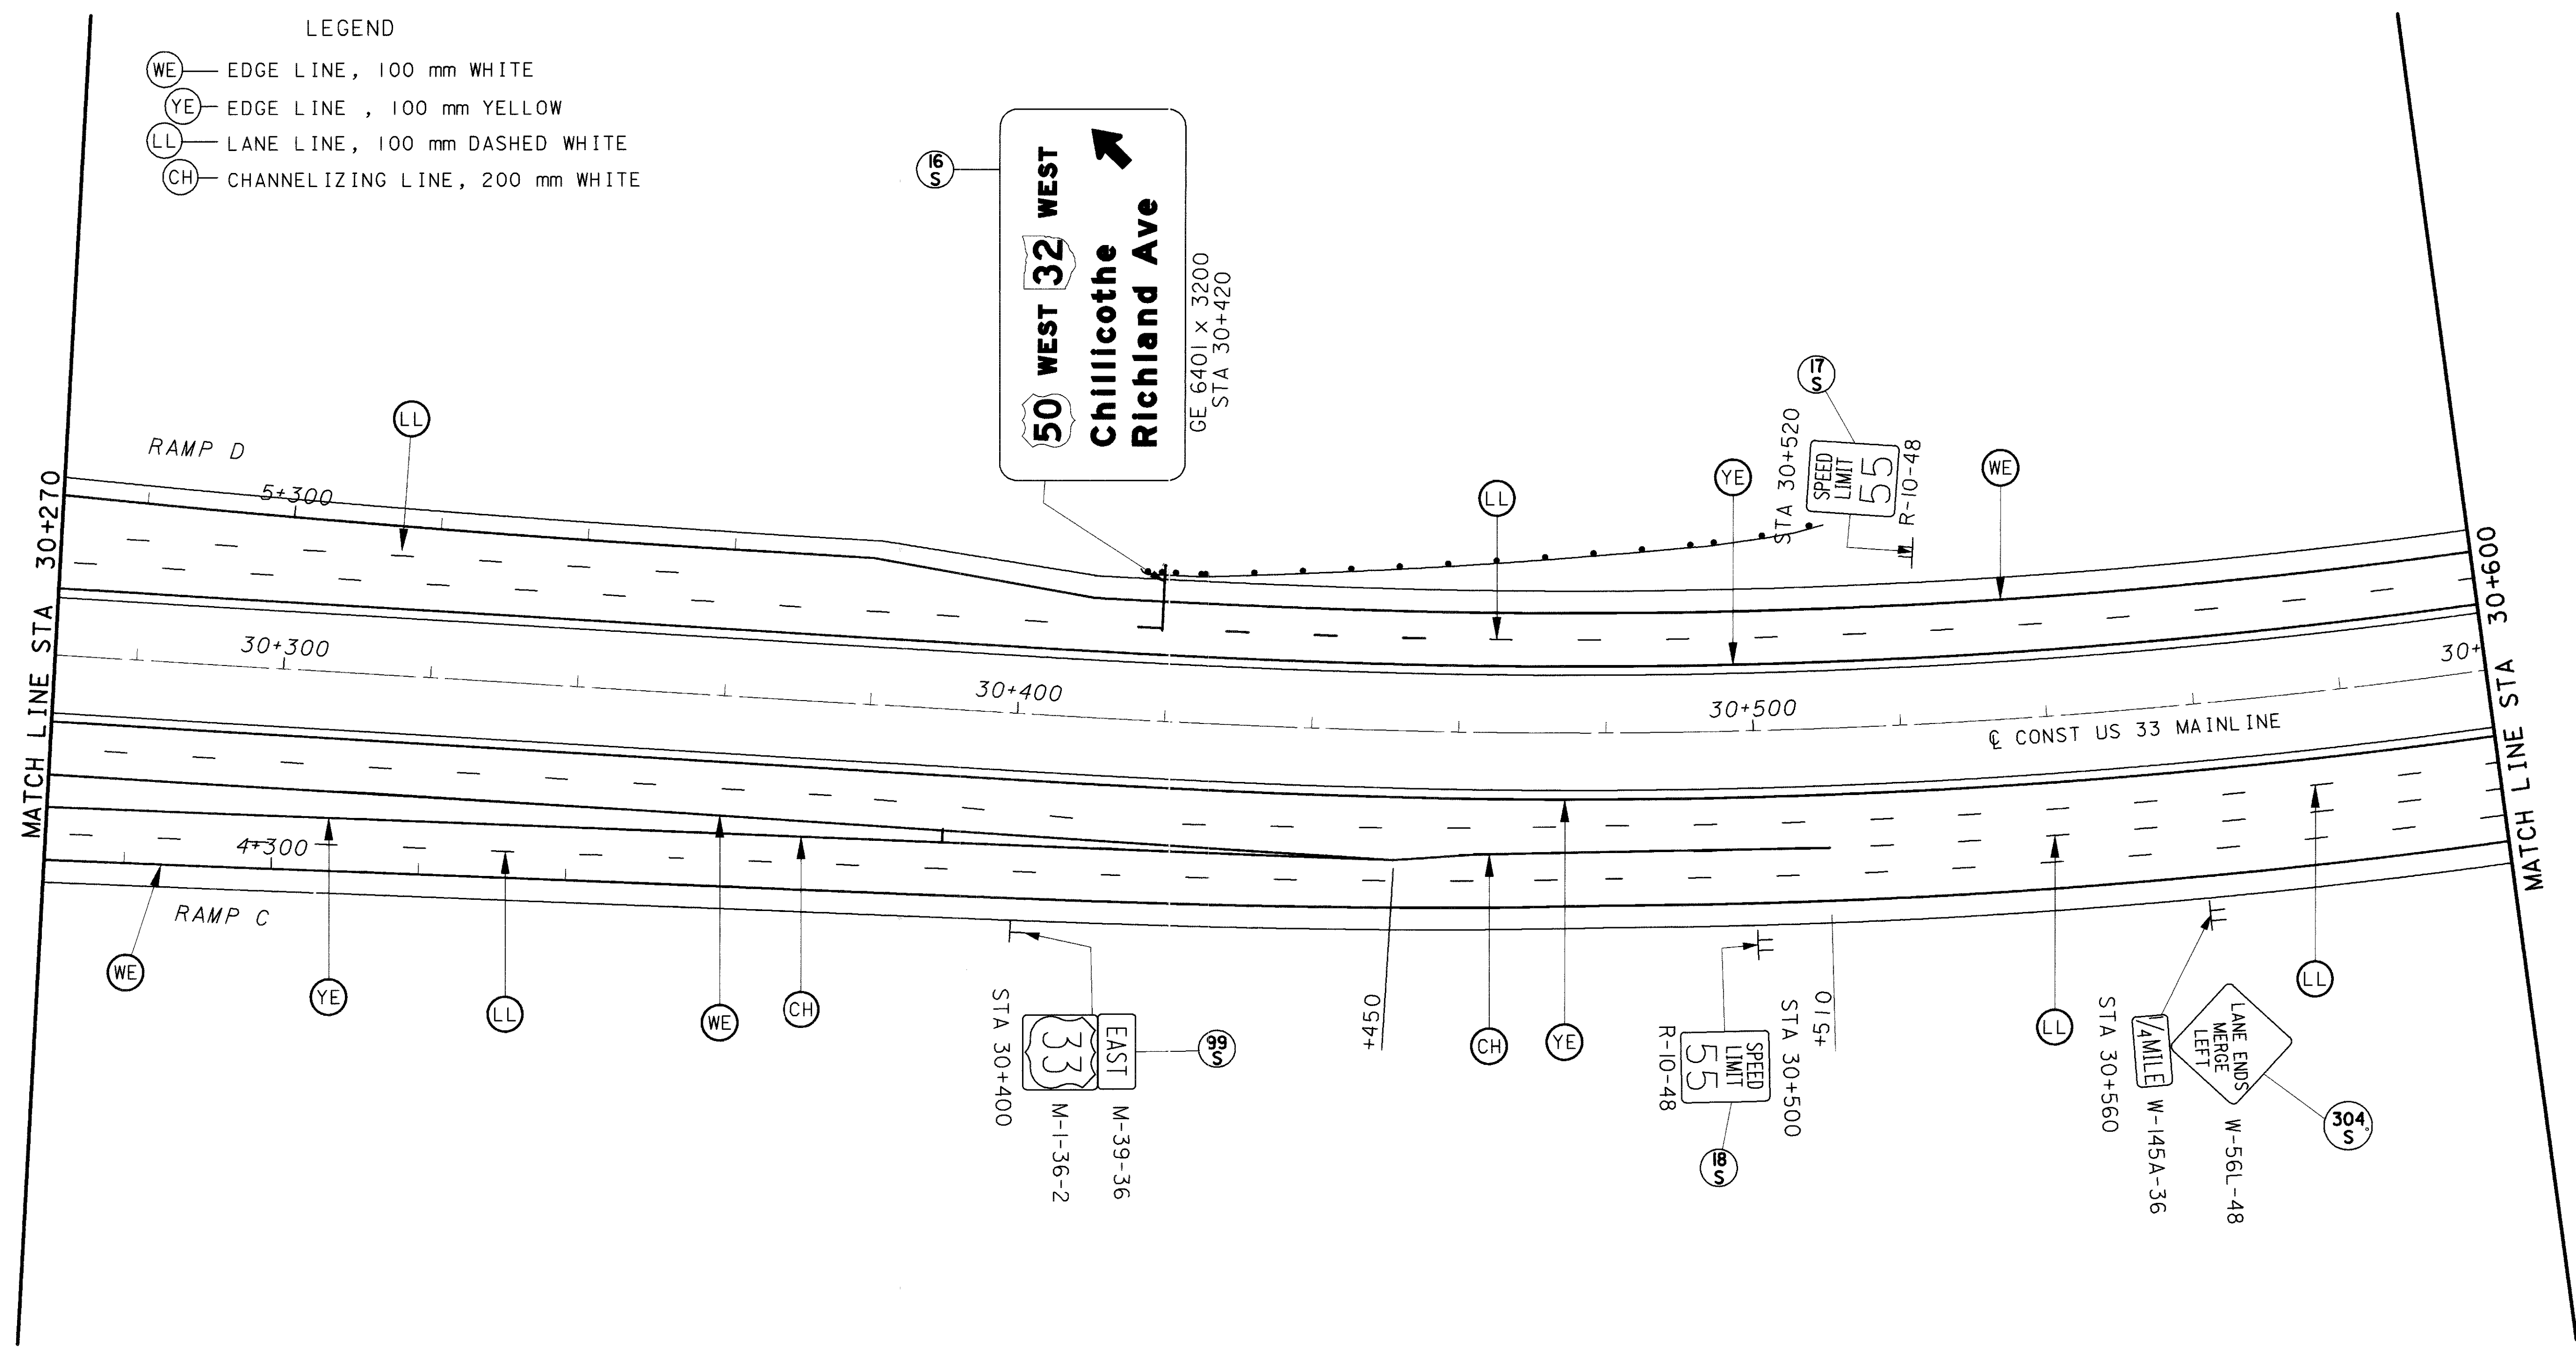 LEGEND
WE EDGE LINE, 100 mm WHITE
YE EDGE LINE , 100 mm YELLOW
LL LANE LINE, 100 mm DASHED WHITE
CH CHANNELIZING LINE, 200 mm WHITE
16
S
50 WEST 32 WEST
Chillicothe
Richland Ave
GE 6401 x 3200
STA 30+420
17
S
STA 30+520
SPEED
LIMIT
55
R-10-48
LL
RAMP D
5+300
LL
YE
WE
MATCH LINE STA 30+270
MATCH LINE STA 30+600
30+300
30+400
30+500
30+
℄ CONST US 33 MAINLINE
4+300
RAMP C
WE
YE
LL
WE
CH
STA 30+400
33
EAST
M-1-36-2
M-39-36
99
S
+450
CH
YE
R-10-48
SPEED
LIMIT
55
STA 30+500
18
S
+510
LL
STA 30+560
1/4MILE
W-145A-36
LANE ENDS
MERGE
LEFT
W-56L-48
304
S
LL